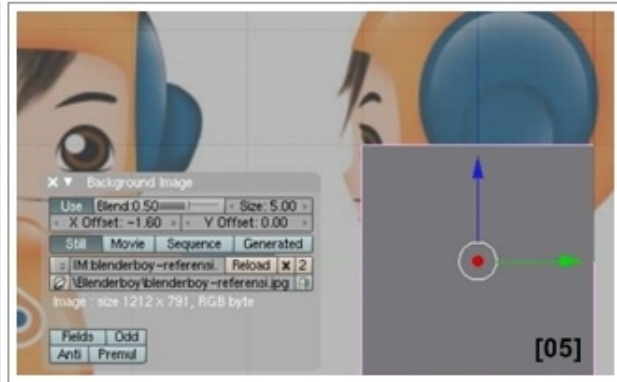 Background Image
Use Blend:0.50 Size: 5.00
X Offset: -1.60 Y Offset: 0.00
Still Movie Sequence Generated
IM:blenderboy-referensi. Reload x 2
\Blenderboy\blenderboy-referensi.jpg
Image : size 1212 x 791, RGB byte
Fields Odd
Anti Premul
[05]